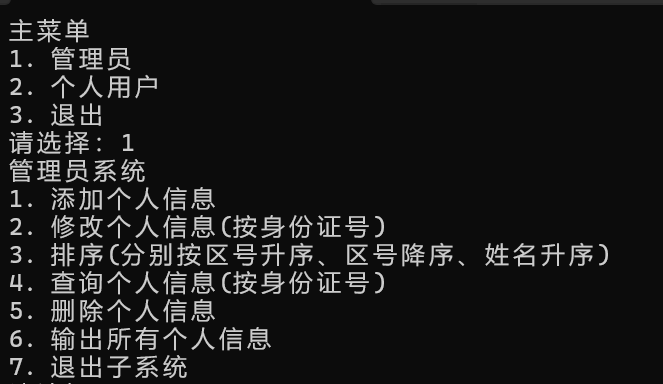 主菜单
1. 管理员
2. 个人用户
3. 退出
请选择: 1
管理员系统
1. 添加个人信息
2. 修改个人信息(按身份证号)
3. 排序(分别按区号升序、区号降序、姓名升序)
4. 查询个人信息(按身份证号)
5. 删除个人信息
6. 输出所有个人信息
7. 退出子系统